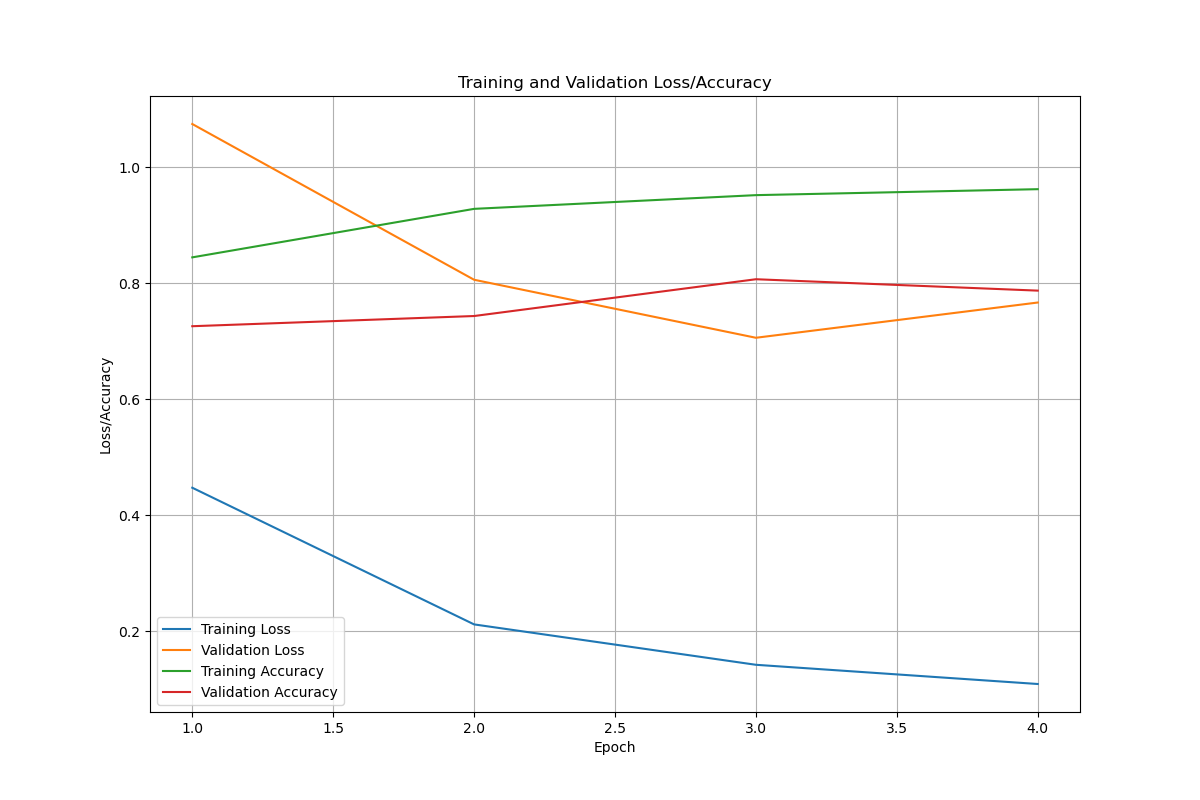 Training and Validation Loss/Accuracy
Loss/Accuracy
1.0
0.8
0.6
0.4
0.2
Training Loss
Validation Loss
Training Accuracy
Validation Accuracy
1.0 1.5 2.0 2.5 3.0 3.5 4.0
Epoch